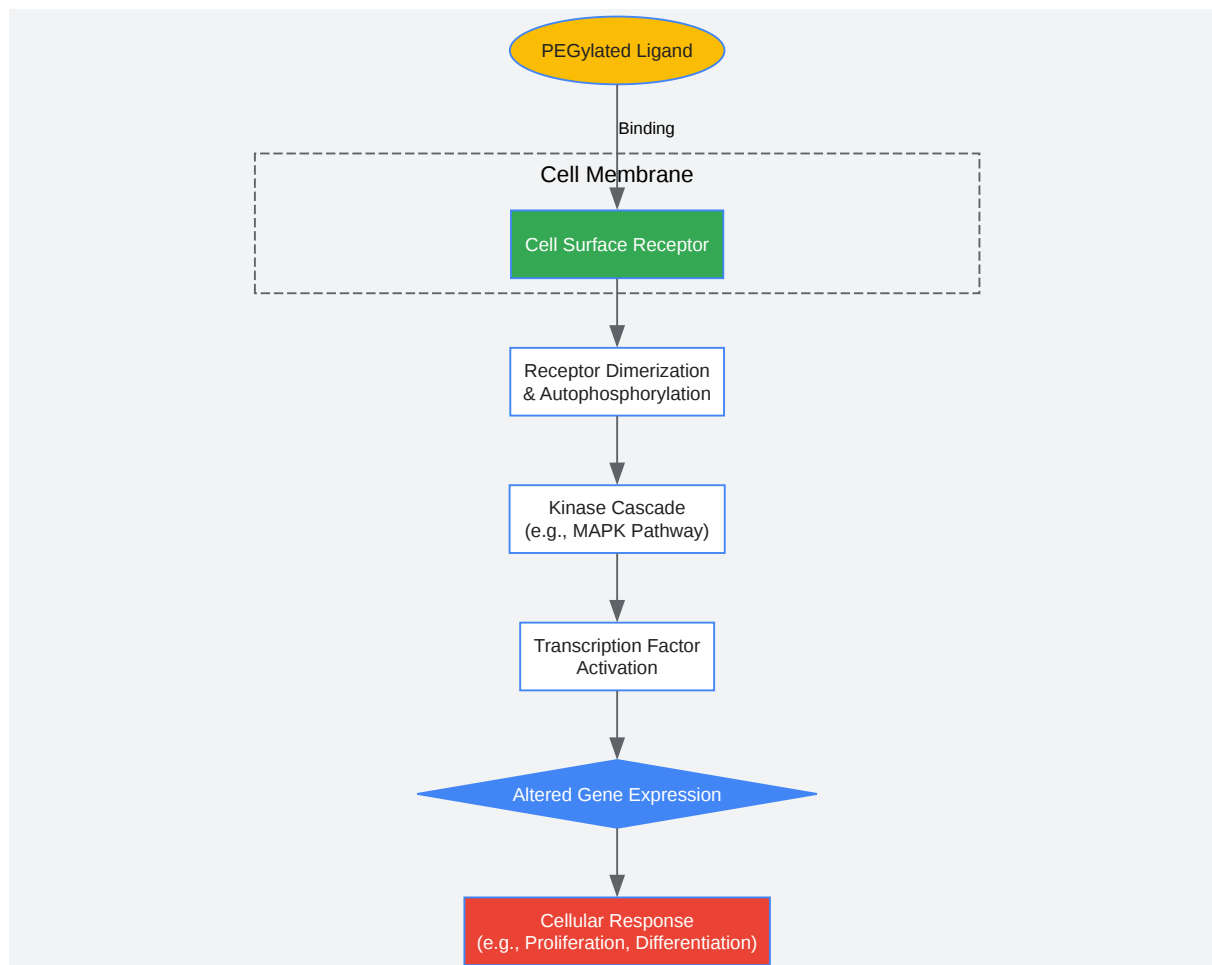 PEGylated Ligand
Binding
Cell Membrane
Cell Surface Receptor
Receptor Dimerization
& Autophosphorylation
Kinase Cascade
(e.g., MAPK Pathway)
Transcription Factor
Activation
Altered Gene Expression
Cellular Response
(e.g., Proliferation, Differentiation)